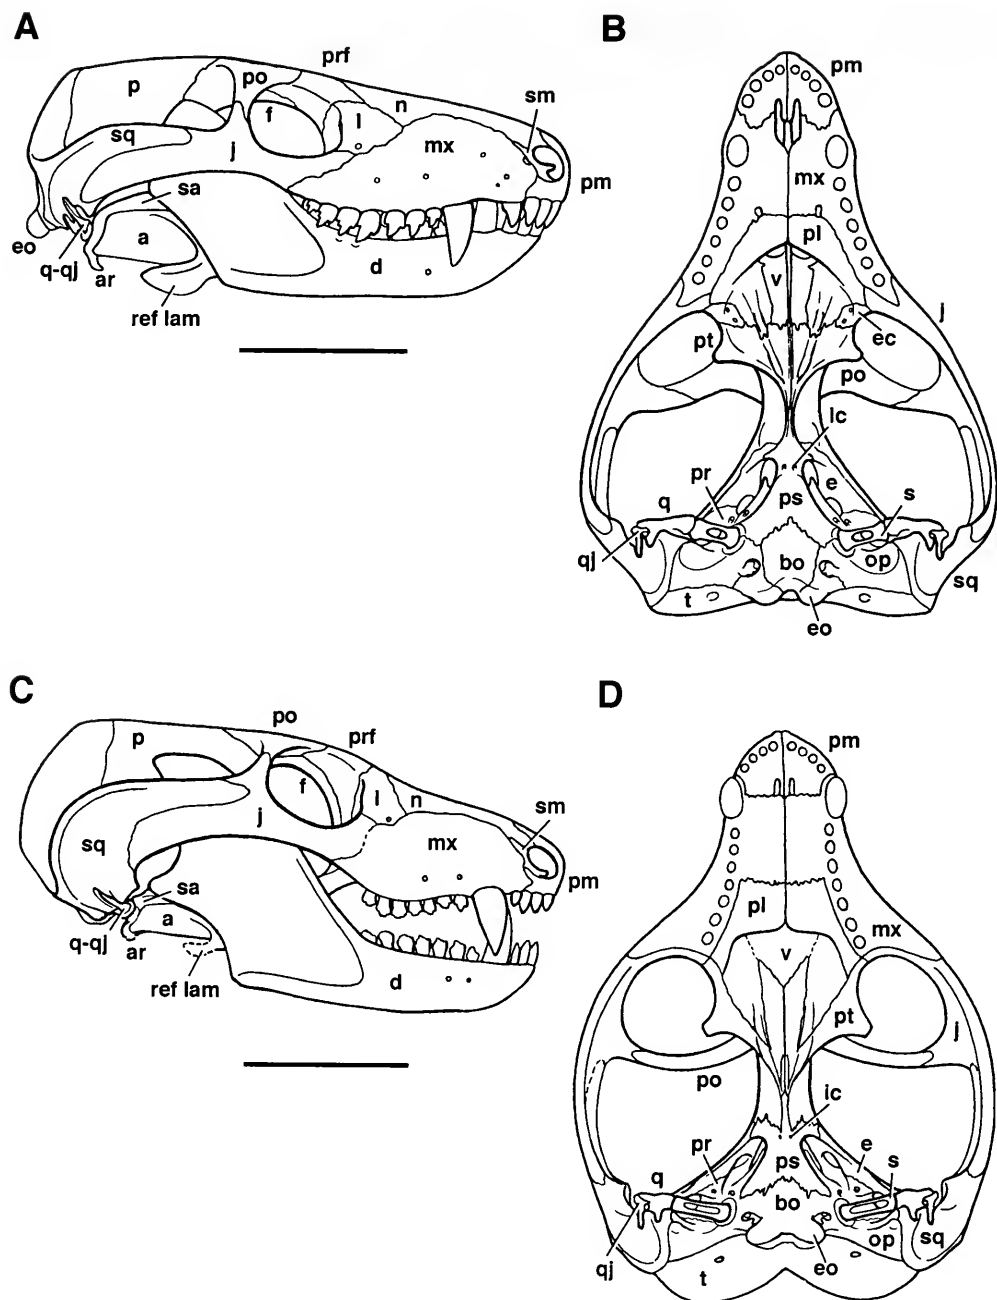 A
prf
po
p
n
sm
f
l
sq
mx
j
pm
sa
eo
a
q-qj
ar
d
ref lam
B
pm
mx
pl
v
j
pt
ec
po
ic
pr
e
q
s
ps
qj
bo
op
sq
t
eo
C
po
prf
p
f
l
n
sm
j
sq
mx
pm
sa
a
q-qj
ar
ref lam
d
D
pm
pl
mx
v
pt
j
po
ic
pr
e
ps
s
q
bo
op
sq
qj
eo
t